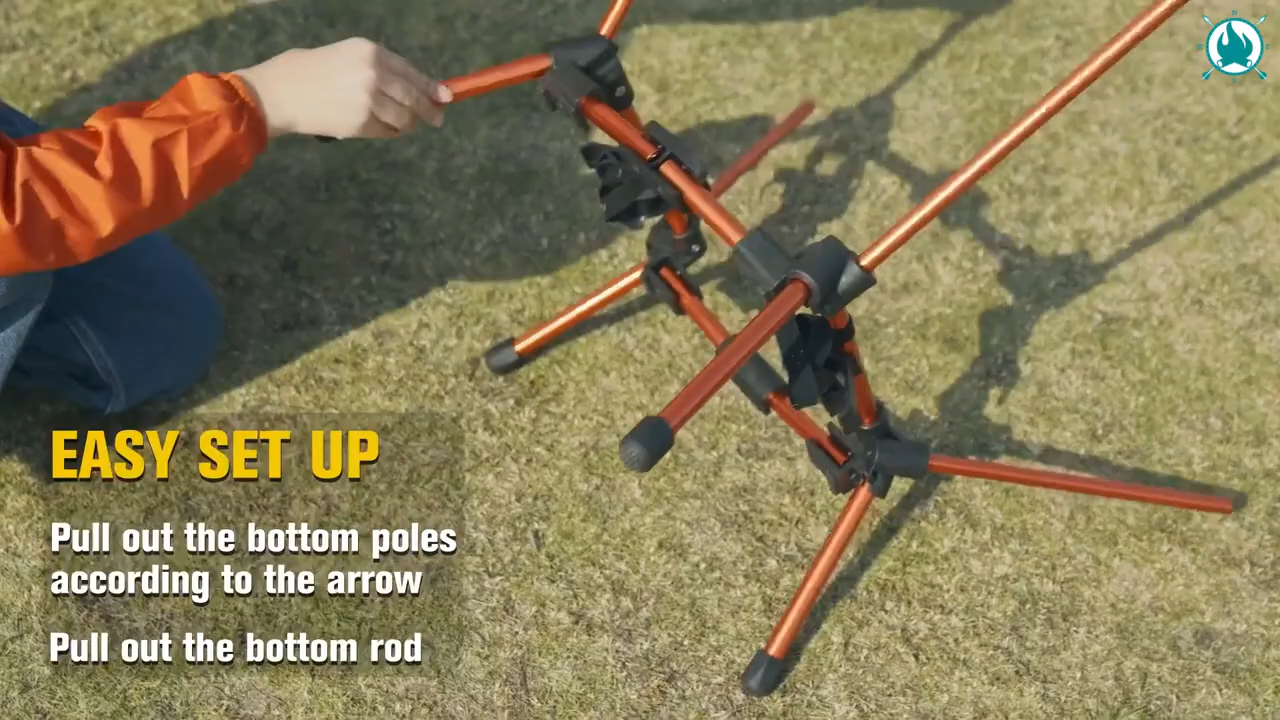 EASY SET UP
Pull out the bottom poles
according to the arrow
Pull out the bottom rod